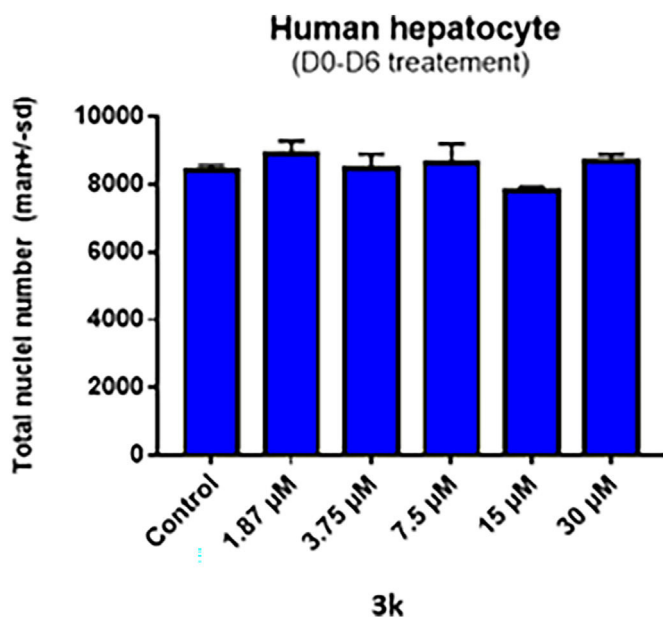 Human hepatocyte
(D0-D6 treatement)
Total nuclel number (man+/-sd)
10000
8000
6000
4000
2000
0
Control
1.87 µM
3.75 µM
7.5 µM
15 µM
30 µM
3k